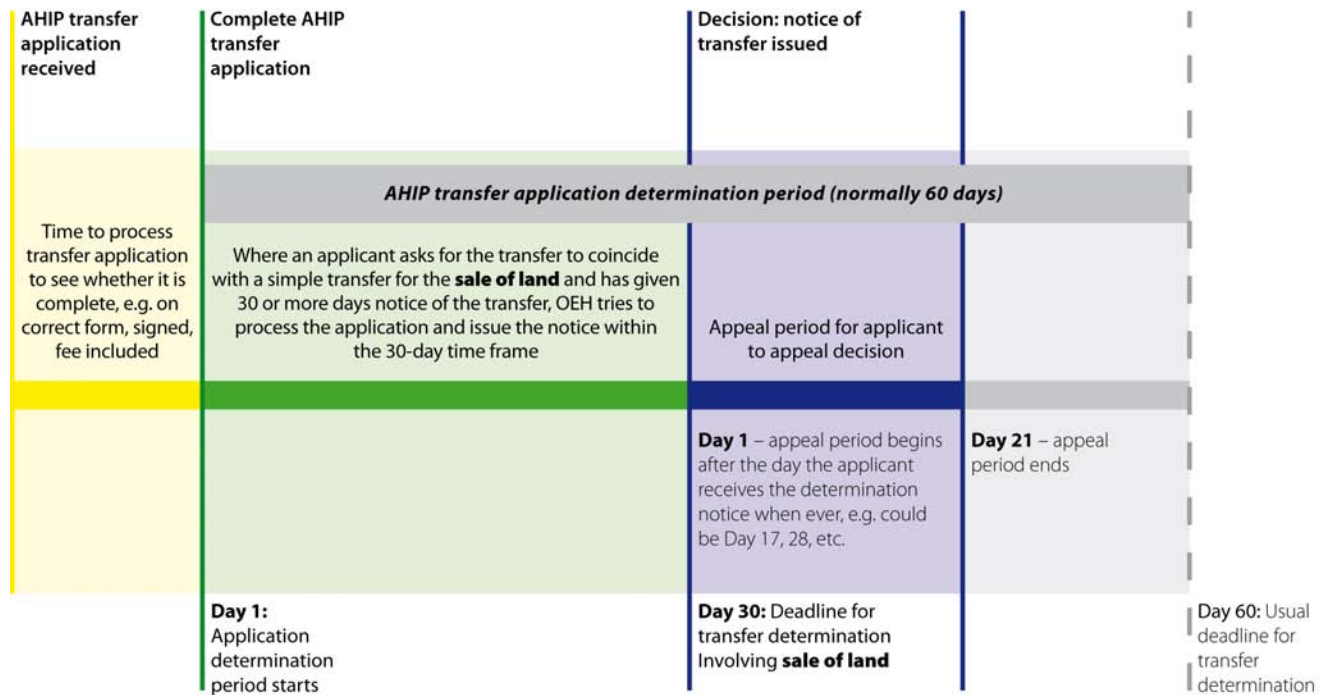 AHIP transfer
application
received
Complete AHIP
transfer
application
Decision: notice of
transfer issued
AHIP transfer application determination period (normally 60 days)
Time to process
transfer application
to see whether it is
complete, e.g. on
correct form, signed,
fee included
Where an applicant asks for the transfer to coincide
with a simple transfer for the sale of land and has given
30 or more days notice of the transfer, OEH tries to
process the application and issue the notice within
the 30-day time frame
Appeal period for applicant
to appeal decision
Day 1 – appeal period begins
after the day the applicant
receives the determination
notice when ever, e.g. could
be Day 17, 28, etc.
Day 21 – appeal
period ends
Day 1:
Application
determination
period starts
Day 30: Deadline for
transfer determination
Involving sale of land
Day 60: Usual
deadline for
transfer
determination